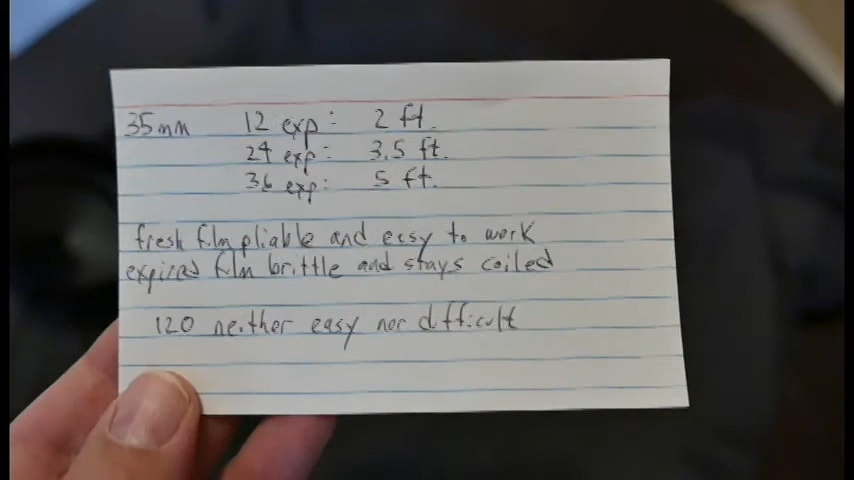 35mm 12 exp: 2 ft.
24 exp: 3.5 ft.
36 exp: 5 ft.
fresh film pliable and easy to work
expired film brittle and stays coiled
120 neither easy nor difficult